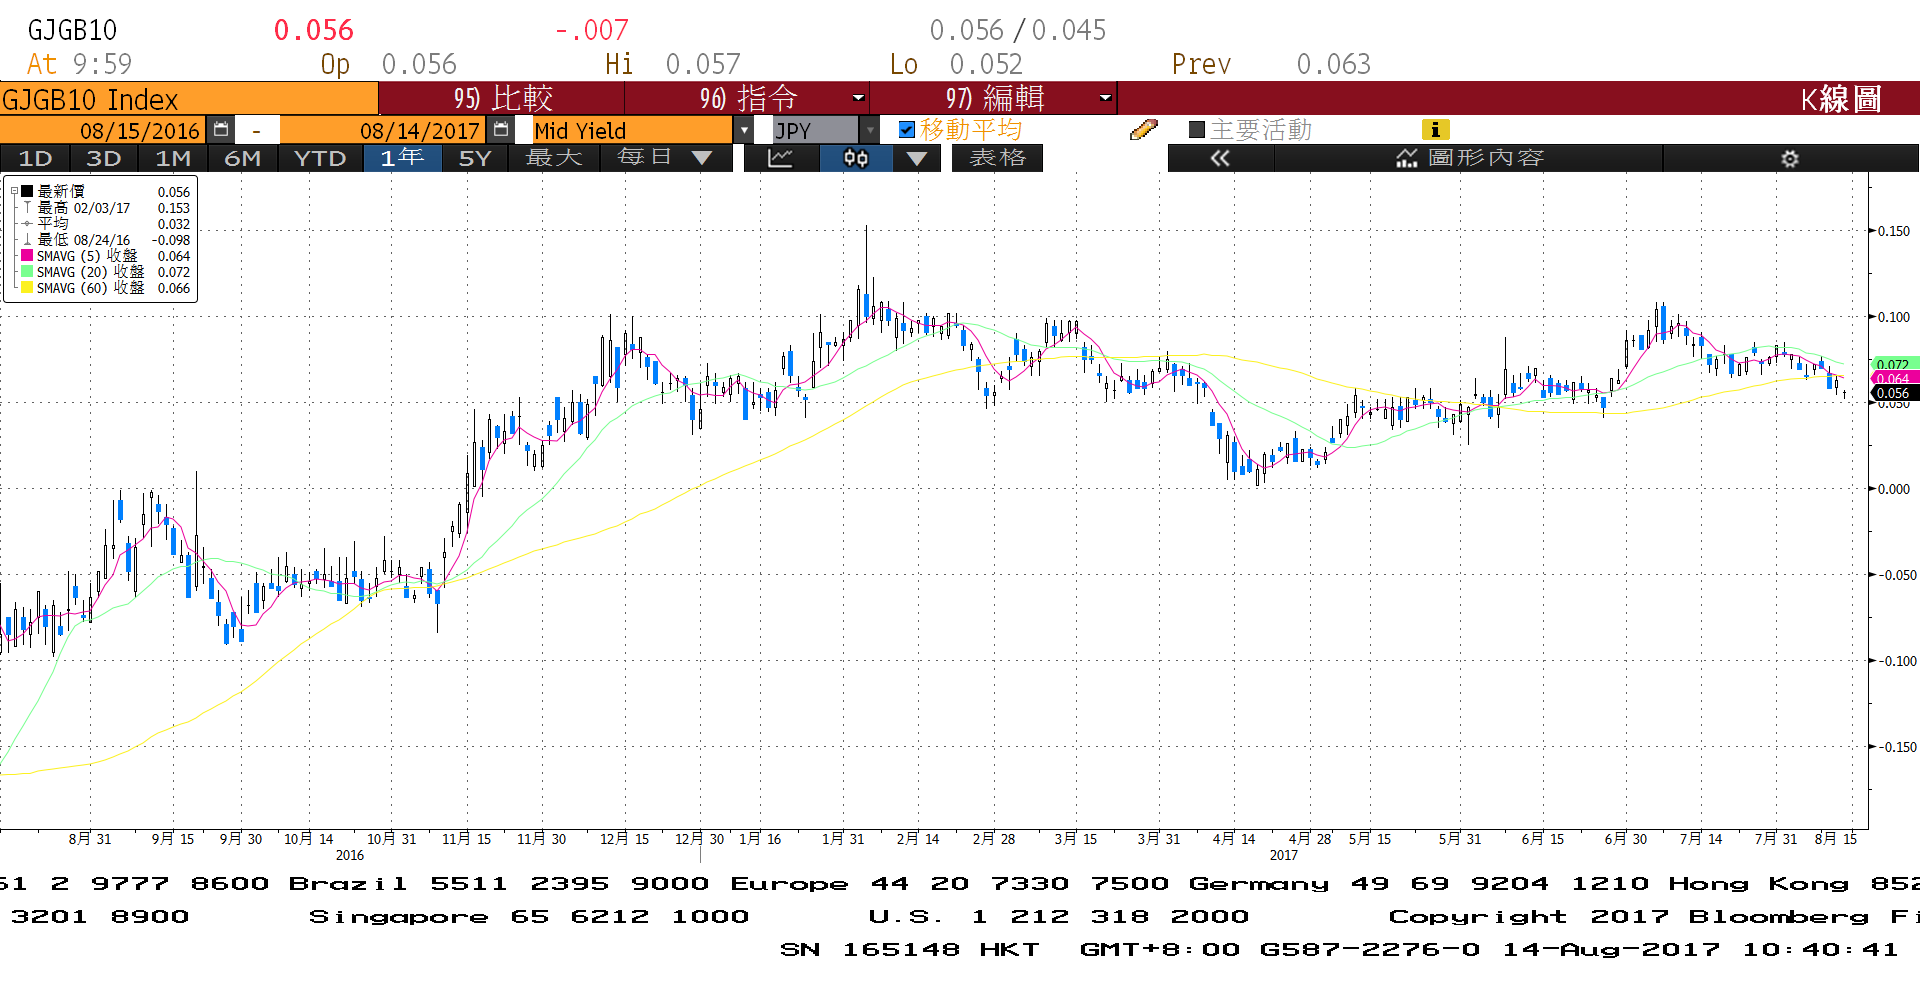 GJGB10 0.056 -.007 0.056 / 0.045
At 9:59 Op 0.056 Hi 0.057 Lo 0.052 Prev 0.063
GJGB10 Index 95) 比較 96) 指令 97) 編輯 K線圖
08/15/2016 - 08/14/2017 Mid Yield JPY 移動平均 主要活動
1D 3D 1M 6M YTD 1年 5Y 最大 每日 表格 « 圖形內容
最新價 0.056
最高 02/03/17 0.153
平均 0.032
最低 08/24/16 -0.098
SMAVG (5) 收盤 0.064
SMAVG (20) 收盤 0.072
SMAVG (60) 收盤 0.066
0.150
0.100
0.072
0.064
0.056
0.050
0.000
-0.050
-0.100
-0.150
8月 31 9月 15 9月 30 10月 14 10月 31 11月 15 11月 30 12月 15 12月 30 1月 16 1月 31 2月 14 2月 28 3月 15 3月 31 4月 14 4月 28 5月 15 5月 31 6月 15 6月 30 7月 14 7月 31 8月 15
2016 2017
61 2 9777 8600 Brazil 5511 2395 9000 Europe 44 20 7330 7500 Germany 49 69 9204 1210 Hong Kong 852
3201 8900 Singapore 65 6212 1000 U.S. 1 212 318 2000 Copyright 2017 Bloomberg Fi
SN 165148 HKT GMT+8:00 G587-2276-0 14-Aug-2017 10:40:41